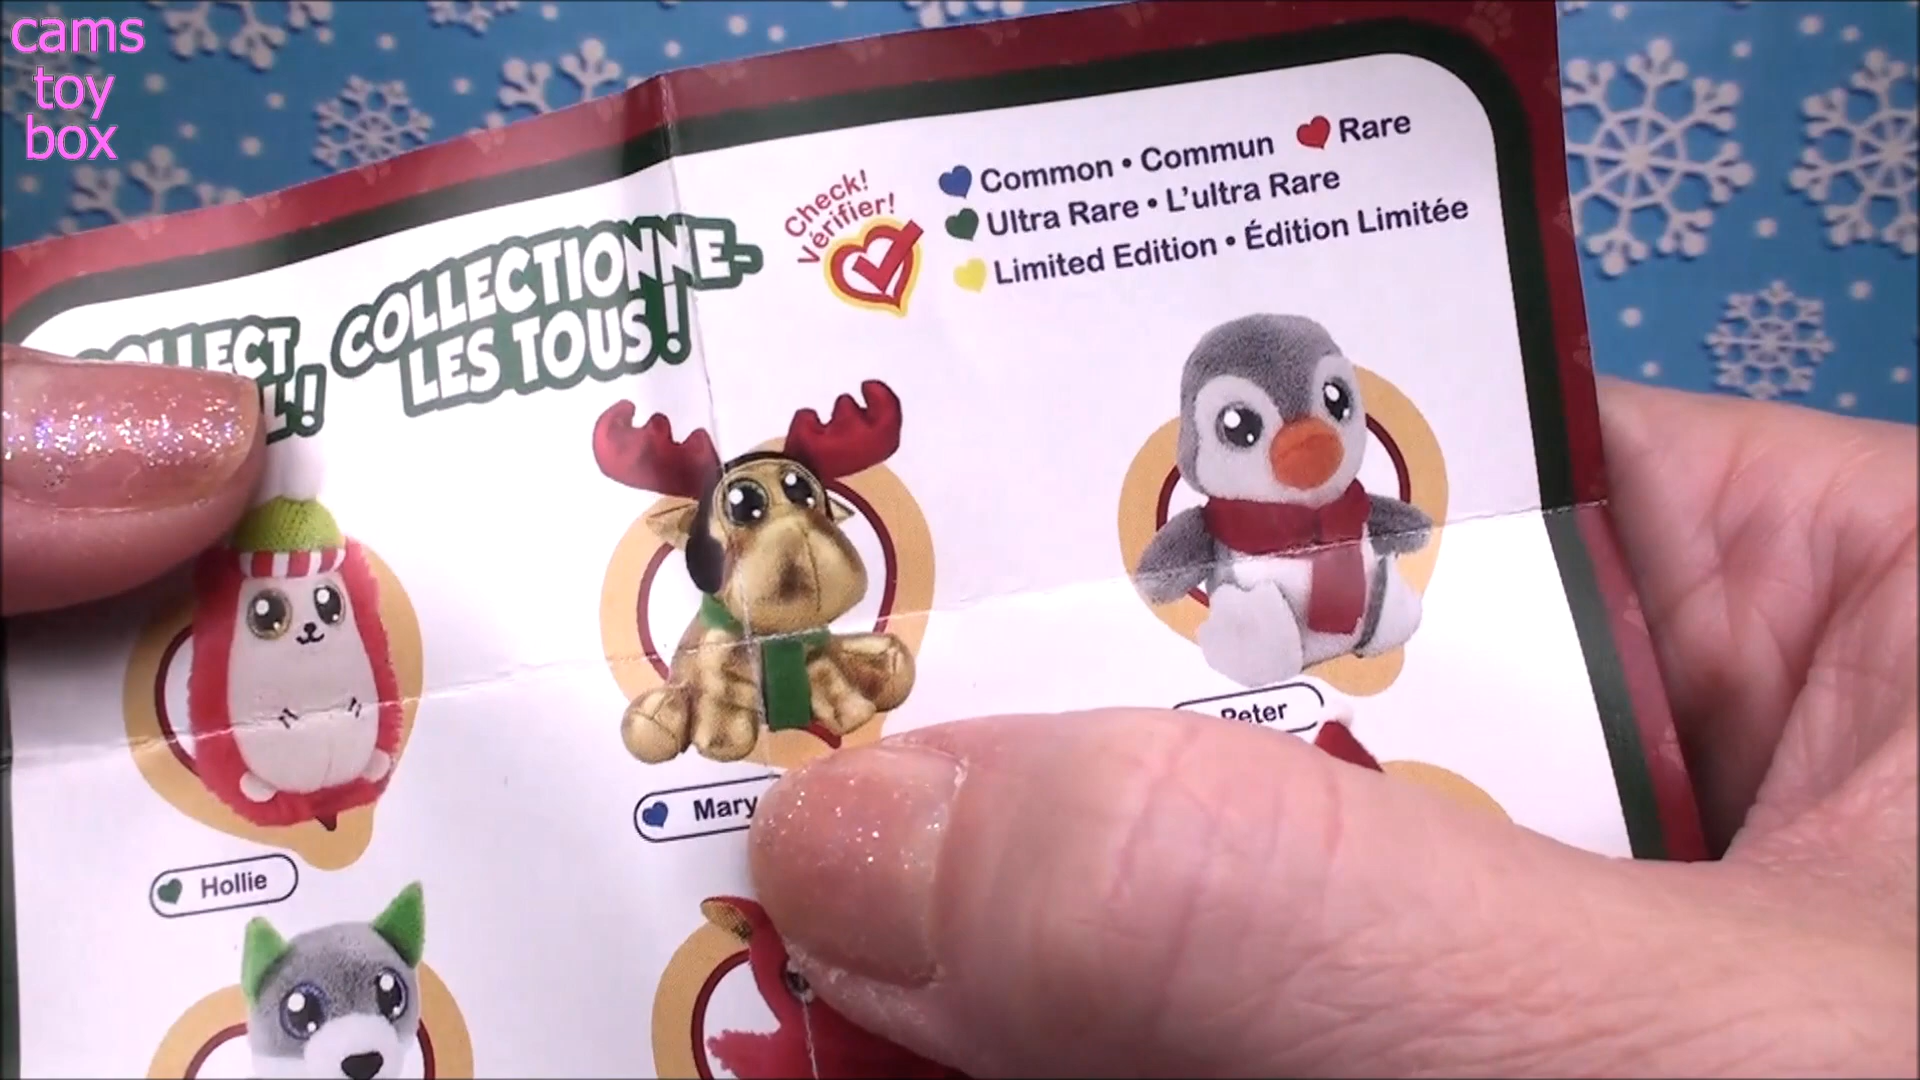 cams
toy
box
Check!
Vérifier!
Common • Commun Rare
Ultra Rare • L'ultra Rare
Limited Edition • Édition Limitée
COLLECTIONNE-
LES TOUS!
Hollie
Mary
Peter